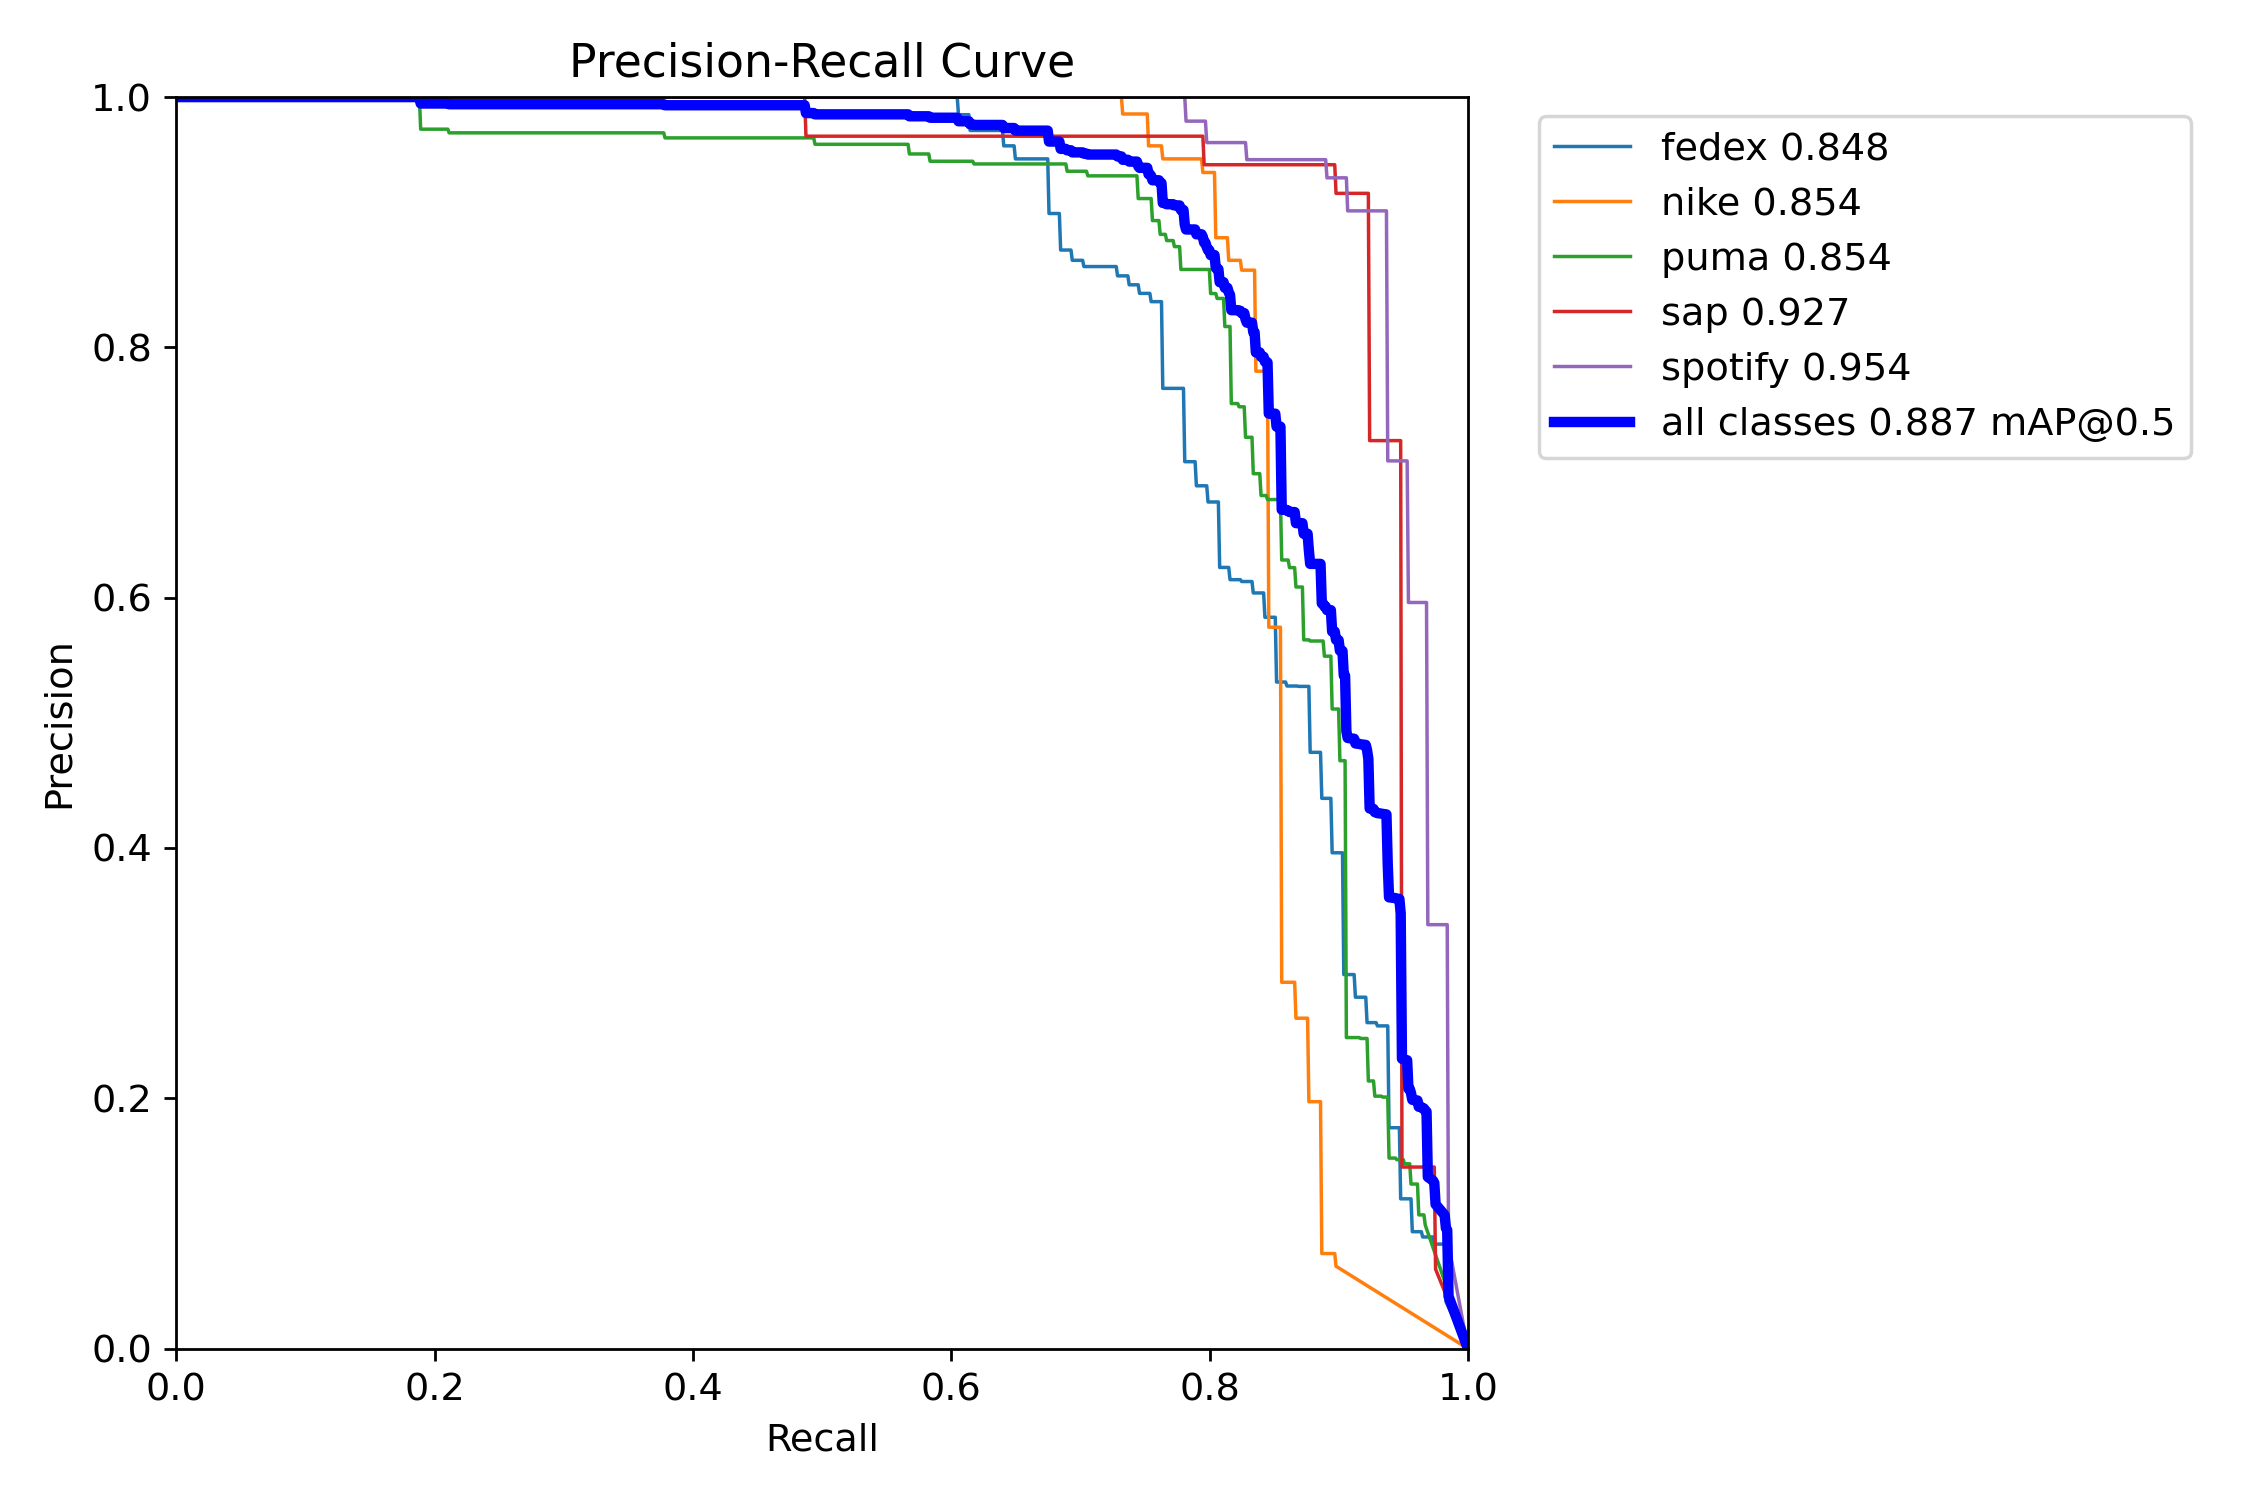 Precision-Recall Curve
1.0
0.8
0.6
0.4
0.2
0.0
Precision
0.0 0.2 0.4 0.6 0.8 1.0
Recall
fedex 0.848
nike 0.854
puma 0.854
sap 0.927
spotify 0.954
all classes 0.887 mAP@0.5